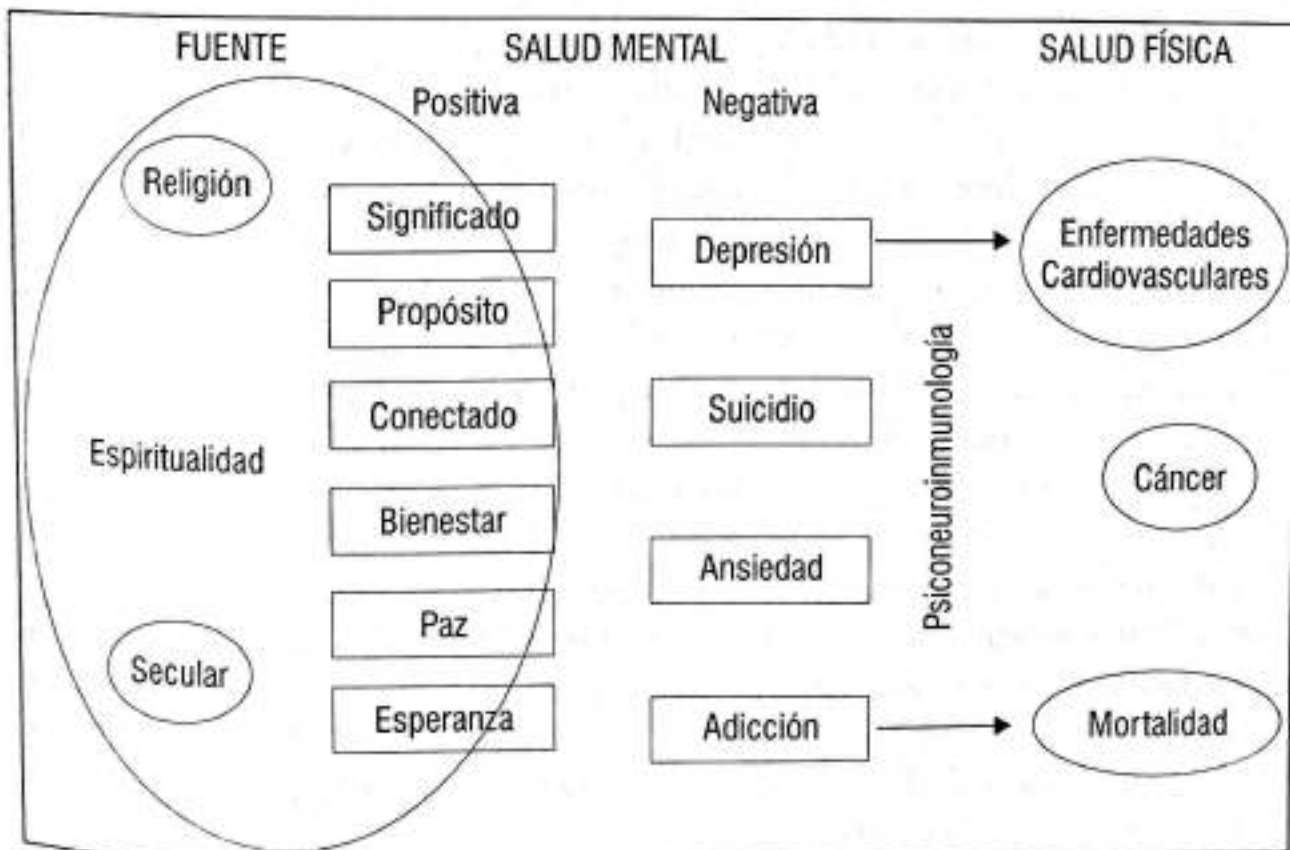 FUENTE
SALUD MENTAL
SALUD FÍSICA
Positiva
Negativa
Religión
Espiritualidad
Secular
Significado
Propósito
Conectado
Bienestar
Paz
Esperanza
Depresión
Suicidio
Ansiedad
Adicción
Psiconeuroinmunología
Enfermedades
Cardiovasculares
Cáncer
Mortalidad